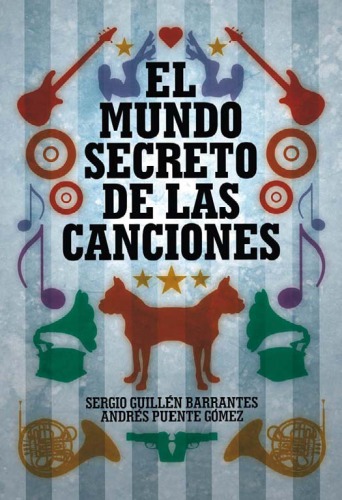 EL
MUNDO
SECRETO
DE LAS
CANCIONES
SERGIO GUILLÉN BARRANTES
ANDRÉS PUENTE GÓMEZ